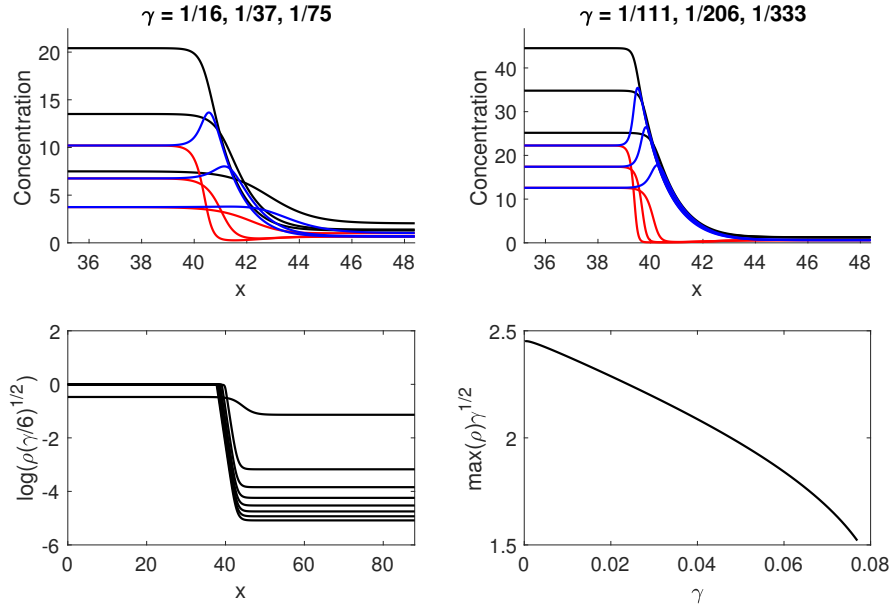 γ = 1/16, 1/37, 1/75
Concentration
20
15
10
5
0
36 38 40 42 44 46 48
x
γ = 1/111, 1/206, 1/333
Concentration
40
30
20
10
0
36 38 40 42 44 46 48
x
log(ρ(γ/6)^{1/2})
2
0
-2
-4
-6
0 20 40 60 80
x
max(ρ)γ^{1/2}
2.5
2
1.5
0 0.02 0.04 0.06 0.08
γ